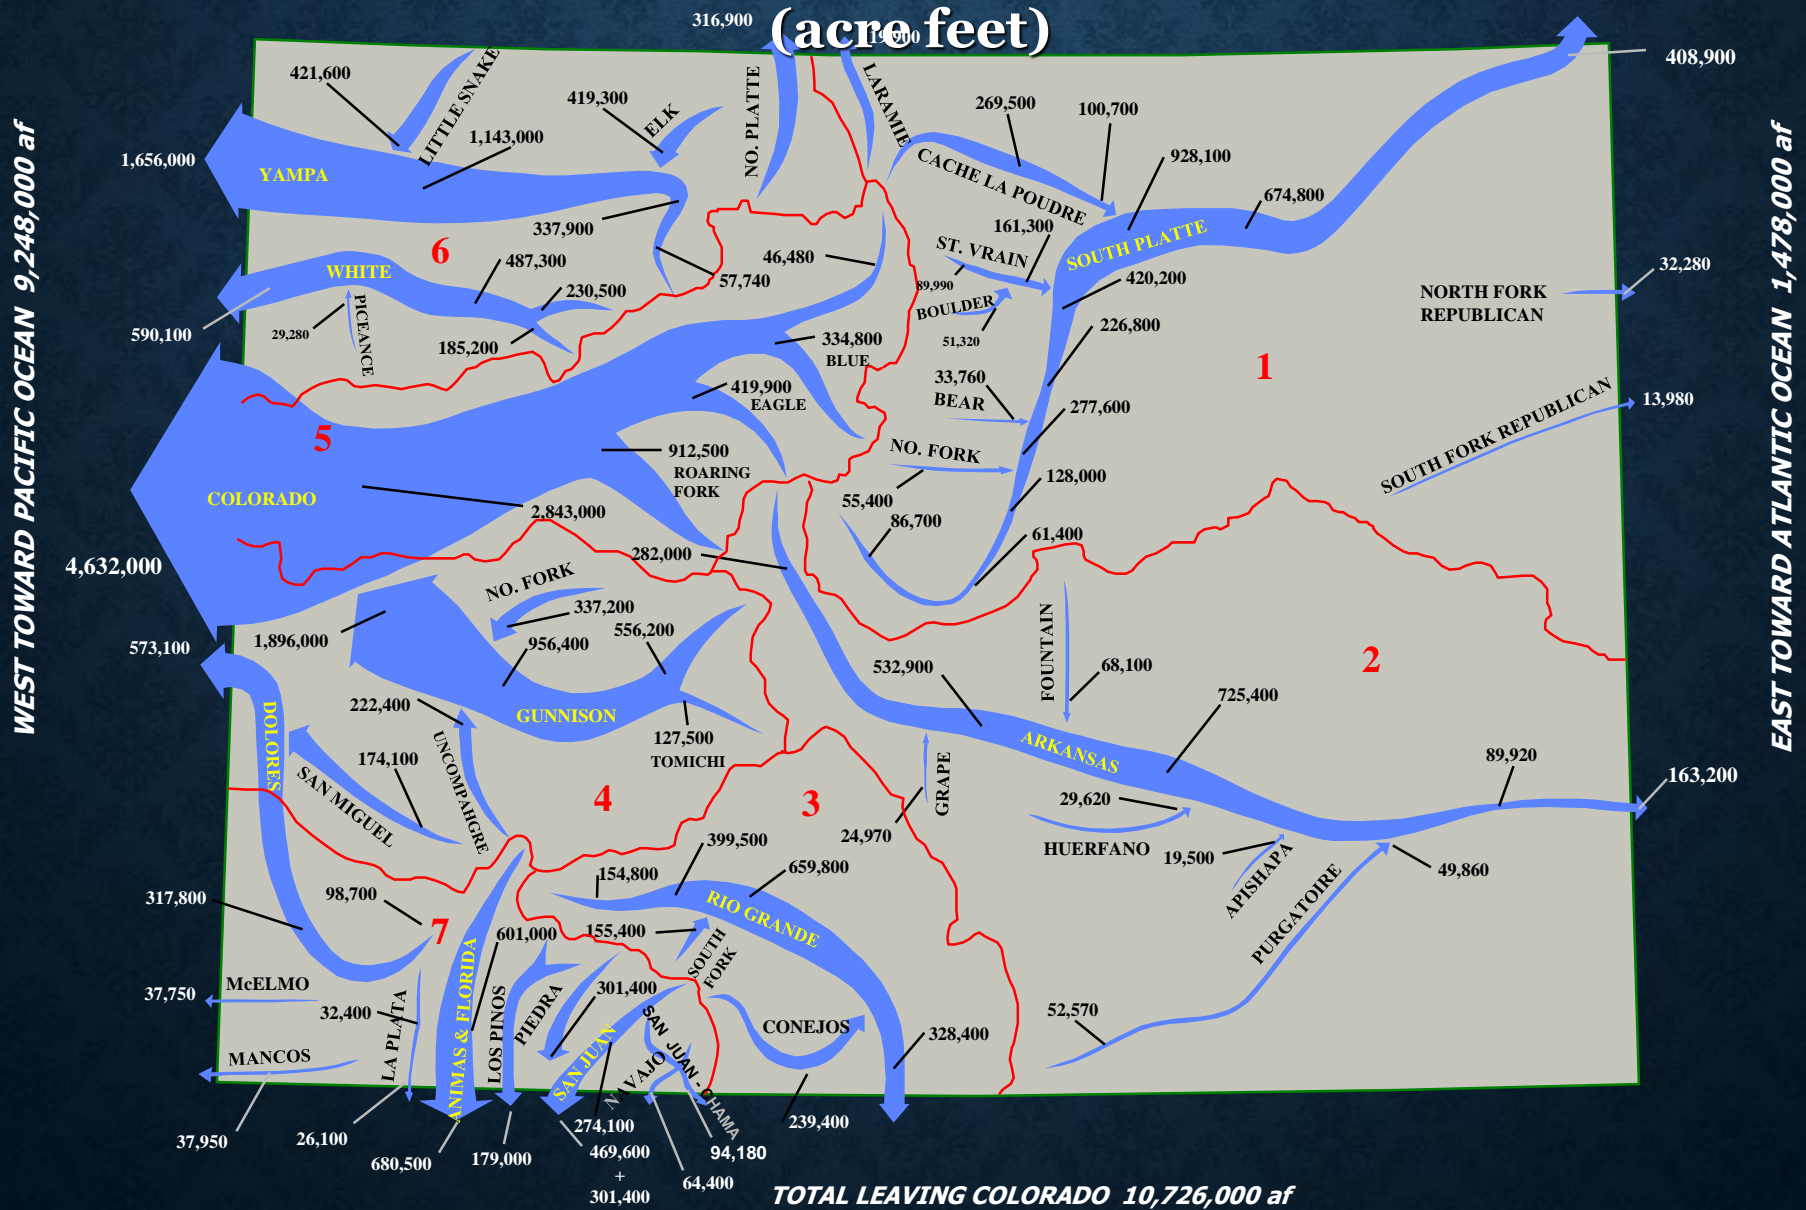 (acre feet)
316,900
19,900
408,900
421,600
LITTLE SNAKE
419,300
ELK
NO. PLATTE
LARAMIE
269,500
100,700
1,143,000
CACHE LA POUDRE
928,100
1,656,000
YAMPA
674,800
337,900
161,300
ST. VRAIN
SOUTH PLATTE
6
46,480
487,300
WHITE
57,740
89,990
420,200
32,280
230,500
BOULDER
NORTH FORK
REPUBLICAN
PICEANCE
29,280
51,320
226,800
590,100
185,200
334,800
BLUE
1
33,760
BEAR
419,900
EAGLE
277,600
SOUTH FORK REPUBLICAN
13,980
5
912,500
ROARING
FORK
NO. FORK
55,400
128,000
COLORADO
2,843,000
86,700
61,400
282,000
4,632,000
NO. FORK
337,200
1,896,000
956,400
556,200
FOUNTAIN
573,100
532,900
68,100
2
725,400
222,400
GUNNISON
DOLORES
127,500
TOMICHI
ARKANSAS
UNCOMPAHGRE
174,100
SAN MIGUEL
89,920
163,200
4
3
GRAPE
29,620
24,970
HUERFANO
19,500
APISHAPA
PURGATOIRE
49,860
399,500
659,800
154,800
98,700
317,800
7
RIO GRANDE
601,000
155,400
SOUTH
FORK
McELMO
37,750
32,400
LA PLATA
ANIMAS & FLORIDA
LOS PINOS
PIEDRA
301,400
SAN JUAN
SAN JUAN - CHAMA
NAVAJO
CONEJOS
52,570
328,400
MANCOS
37,950
26,100
680,500
179,000
274,100
469,600
+
301,400
94,180
64,400
239,400
WEST TOWARD PACIFIC OCEAN 9,248,000 af
EAST TOWARD ATLANTIC OCEAN 1,478,000 af
TOTAL LEAVING COLORADO 10,726,000 af